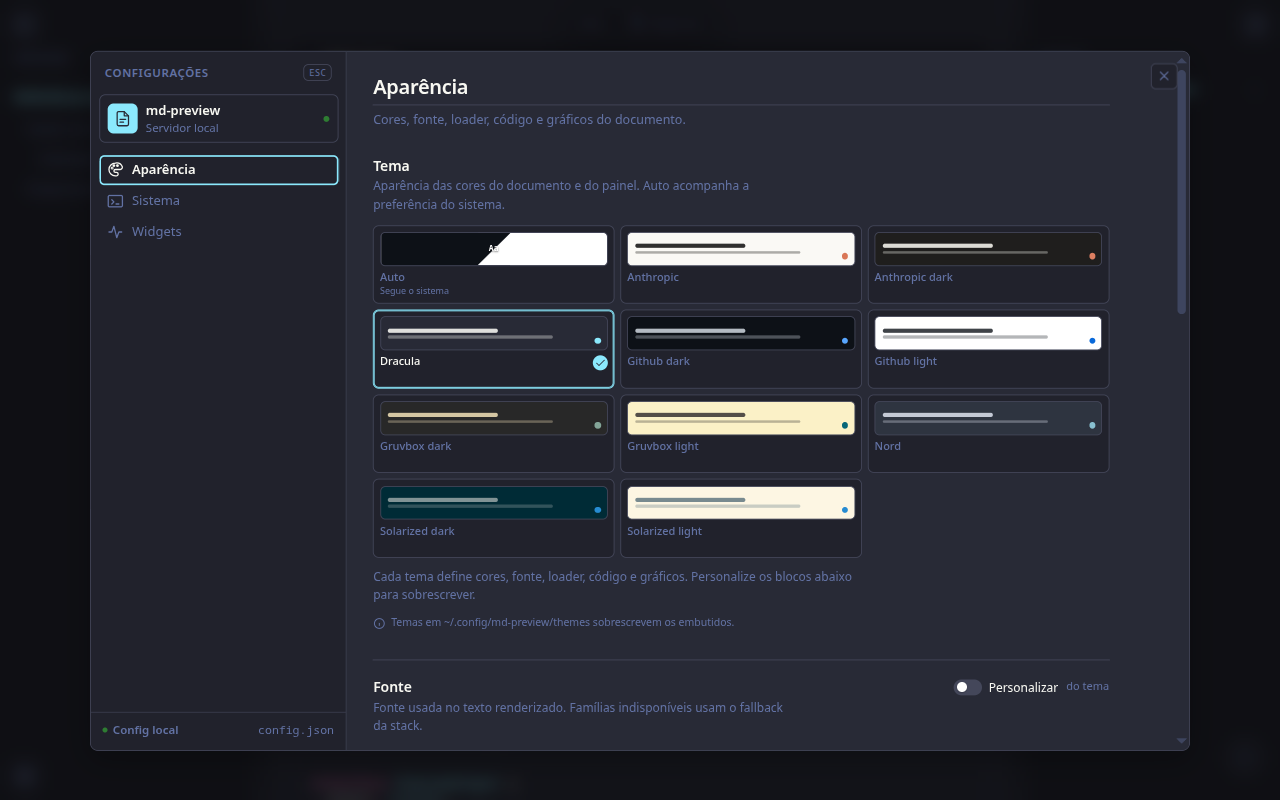 CONFIGURAÇÕES
ESC
md-preview
Servidor local
Aparência
Sistema
Widgets
Config local
config.json
Aparência
Cores, fonte, loader, código e gráficos do documento.
Tema
Aparência das cores do documento e do painel. Auto acompanha a
preferência do sistema.
Auto
Segue o sistema
Anthropic
Anthropic dark
Dracula
Github dark
Github light
Gruvbox dark
Gruvbox light
Nord
Solarized dark
Solarized light
Cada tema define cores, fonte, loader, código e gráficos. Personalize os blocos abaixo
para sobrescrever.
Temas em ~/.config/md-preview/themes sobrescrevem os embutidos.
Fonte
Personalizar
do tema
Fonte usada no texto renderizado. Famílias indisponíveis usam o fallback
da stack.